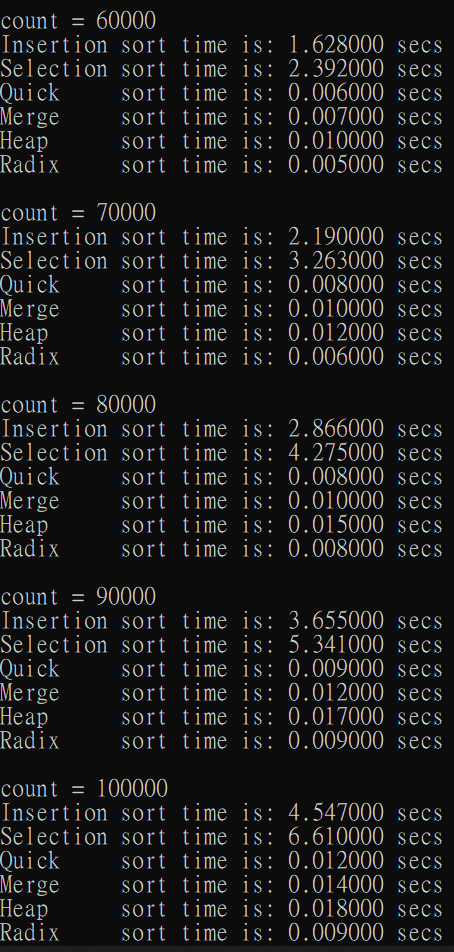 count = 60000
Insertion sort time is: 1.628000 secs
Selection sort time is: 2.392000 secs
Quick     sort time is: 0.006000 secs
Merge     sort time is: 0.007000 secs
Heap      sort time is: 0.010000 secs
Radix     sort time is: 0.005000 secs

count = 70000
Insertion sort time is: 2.190000 secs
Selection sort time is: 3.263000 secs
Quick     sort time is: 0.008000 secs
Merge     sort time is: 0.010000 secs
Heap      sort time is: 0.012000 secs
Radix     sort time is: 0.006000 secs

count = 80000
Insertion sort time is: 2.866000 secs
Selection sort time is: 4.275000 secs
Quick     sort time is: 0.008000 secs
Merge     sort time is: 0.010000 secs
Heap      sort time is: 0.015000 secs
Radix     sort time is: 0.008000 secs

count = 90000
Insertion sort time is: 3.655000 secs
Selection sort time is: 5.341000 secs
Quick     sort time is: 0.009000 secs
Merge     sort time is: 0.012000 secs
Heap      sort time is: 0.017000 secs
Radix     sort time is: 0.009000 secs

count = 100000
Insertion sort time is: 4.547000 secs
Selection sort time is: 6.610000 secs
Quick     sort time is: 0.012000 secs
Merge     sort time is: 0.014000 secs
Heap      sort time is: 0.018000 secs
Radix     sort time is: 0.009000 secs